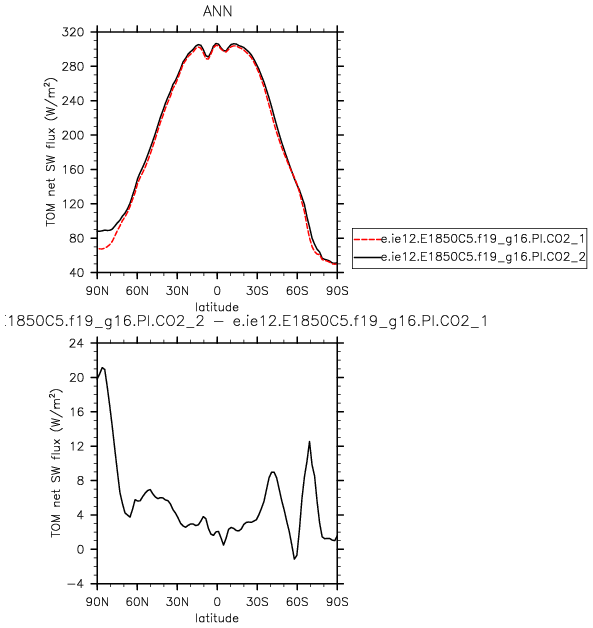 ANN
320
280
240
200
160
120
80
40
TOM net SW flux (W/m²)
90N 60N 30N 0 30S 60S 90S
latitude
e.ie12.E1850C5.f19_g16.PI.CO2_1
e.ie12.E1850C5.f19_g16.PI.CO2_2
:1850C5.f19_g16.PI.CO2_2 – e.ie12.E1850C5.f19_g16.PI.CO2_1
24
20
16
12
8
4
0
−4
TOM net SW flux (W/m²)
90N 60N 30N 0 30S 60S 90S
latitude